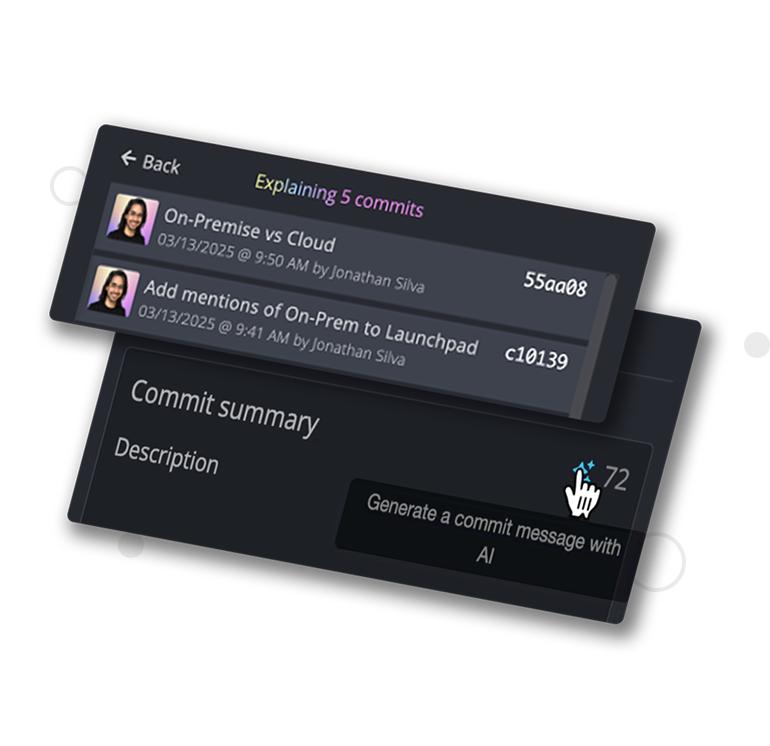 ← Back
Explaining 5 commits
On-Premise vs Cloud
03/13/2025 @ 9:50 AM by Jonathan Silva
55aa08
Add mentions of On-Prem to Launchpad
03/13/2025 @ 9:41 AM by Jonathan Silva
c10139
Commit summary
72
Description
Generate a commit message with
AI